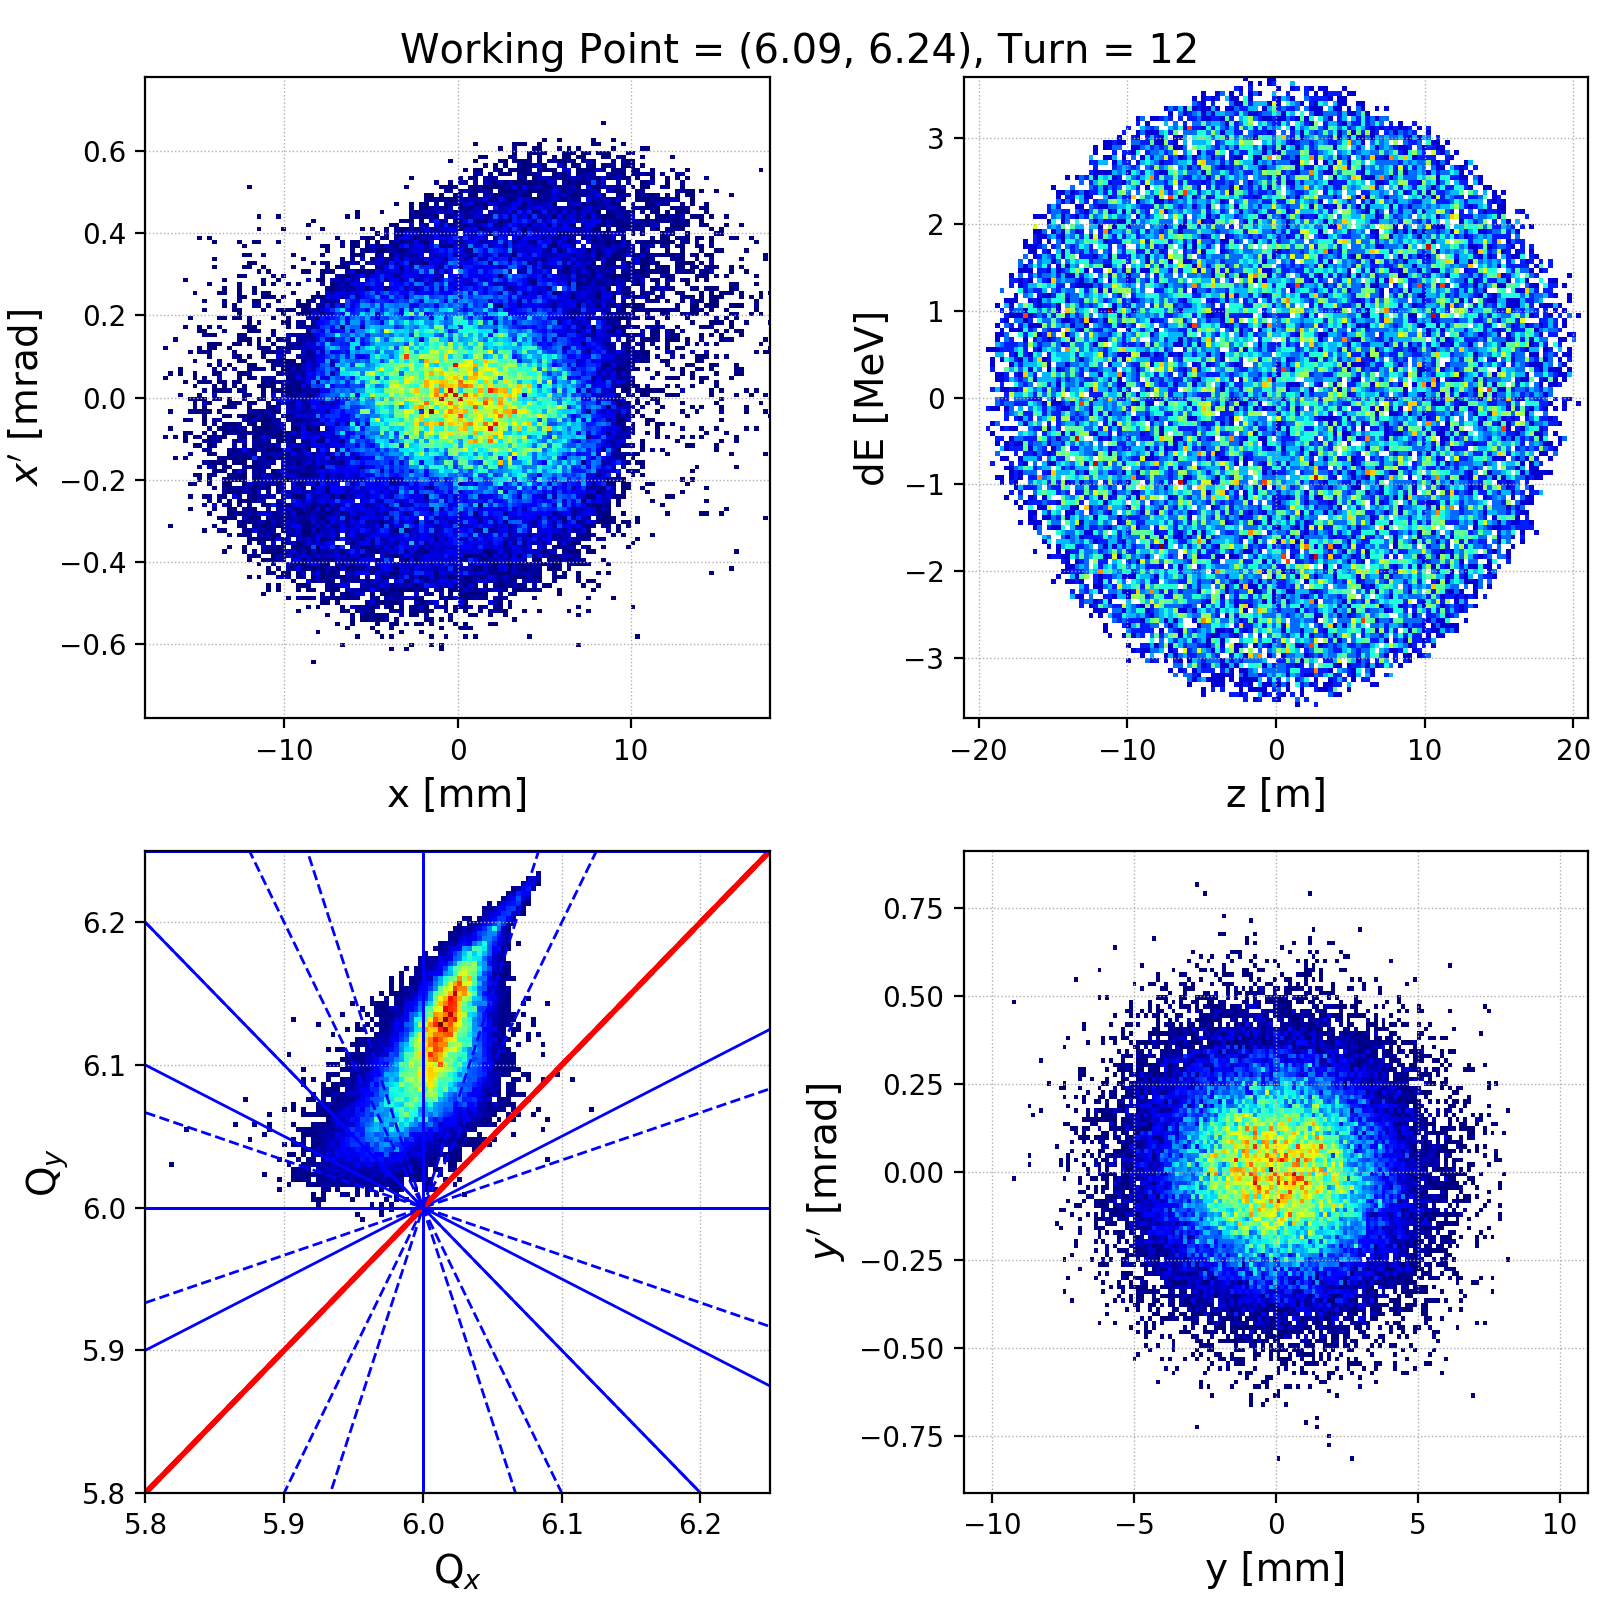 Working Point = (6.09, 6.24), Turn = 12
0.6
0.4
0.2
0.0
−0.2
−0.4
−0.6
x′ [mrad]
−10 0 10
x [mm]
3
2
1
0
−1
−2
−3
dE [MeV]
−20 −10 0 10 20
z [m]
6.2
6.1
6.0
5.9
5.8
Qy
5.8 5.9 6.0 6.1 6.2
Qx
0.75
0.50
0.25
0.00
−0.25
−0.50
−0.75
y′ [mrad]
−10 −5 0 5 10
y [mm]